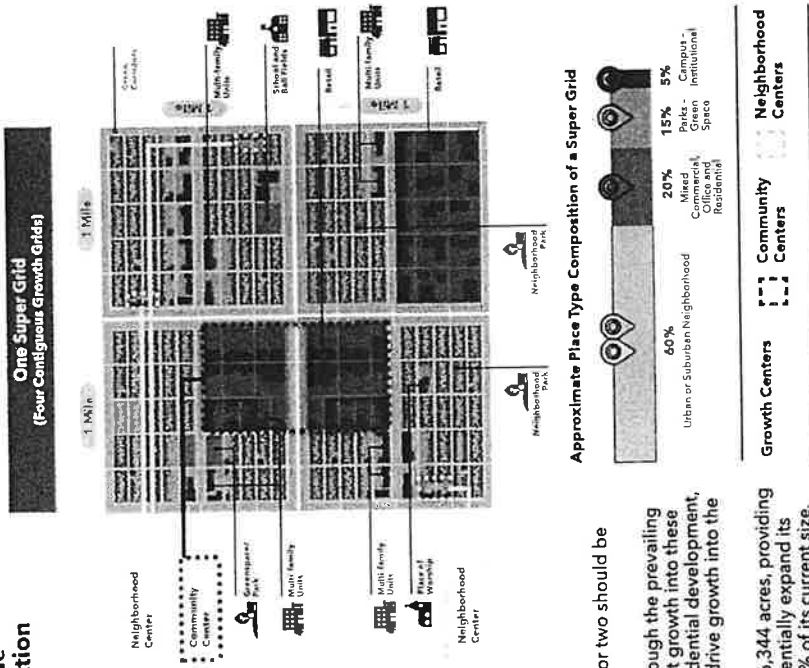 tion
One Super Grid
(Four Contiguous Growth Grids)
1 Mile
1 Mile
Neighborhood
Center
Community
Center
Greenspace/
Park
Multi family
Units
Multi family
Units
Place of
Worship
Neighborhood
Center
Green
Corridors
Multi-family
Units
School and
Ball Fields
Retail
Multi family
Units
Retail
1 Mile
1 Mile
Neighborhood
Park
Neighborhood
Park
or two should be
ough the prevailing
t growth into these
dential development,
rive growth into the
,344 acres, providing
entially expand its
% of its current size.
Approximate Place Type Composition of a Super Grid
60%
Urban or Suburban Neighborhood
20%
Mixed
Commercial,
Office and
Residential
15%
Parks -
Green
Space
5%
Campus -
Institutional
Growth Centers
Community
Centers
Neighborhood
Centers